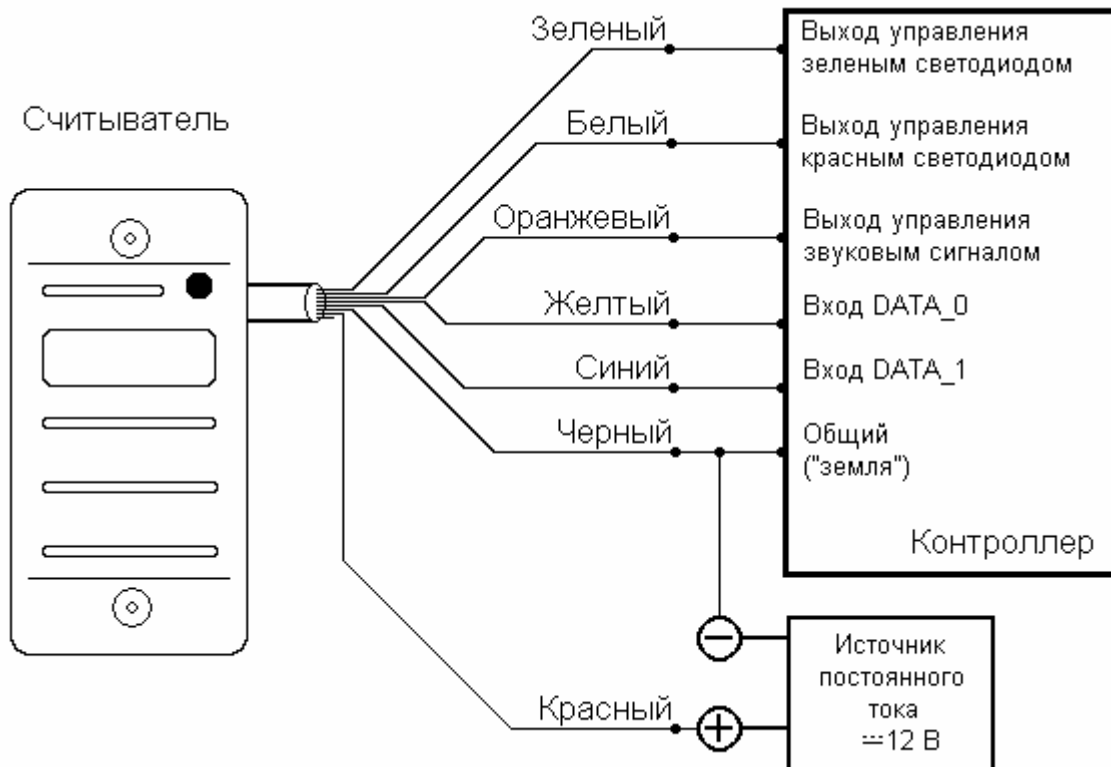 Зеленый
Выход управления
зеленым светодиодом
Считыватель
Белый
Выход управления
красным светодиодом
Оранжевый
Выход управления
звуковым сигналом
Желтый
Вход DATA_0
Синий
Вход DATA_1
Черный
Общий
("земля")
Контроллер
Источник
постоянного
тока
⎓12 В
Красный